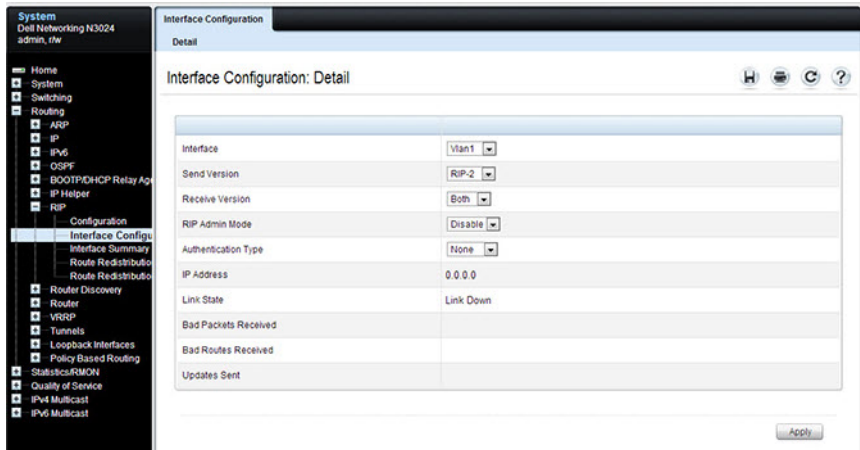 System
Dell Networking N3024
admin, r/w
Home
System
Switching
Routing
ARP
IP
IPv6
OSPF
BOOTP/DHCP Relay Age
IP Helper
RIP
Configuration
Interface Configu
Interface Summary
Route Redistributio
Route Redistributio
Router Discovery
Router
VRRP
Tunnels
Loopback Interfaces
Policy Based Routing
Statistics/RMON
Quality of Service
IPv4 Multicast
IPv6 Multicast
Interface Configuration
Detail
Interface Configuration: Detail
Interface Vlan1
Send Version RIP-2
Receive Version Both
RIP Admin Mode Disable
Authentication Type None
IP Address 0.0.0.0
Link State Link Down
Bad Packets Received
Bad Routes Received
Updates Sent
Apply